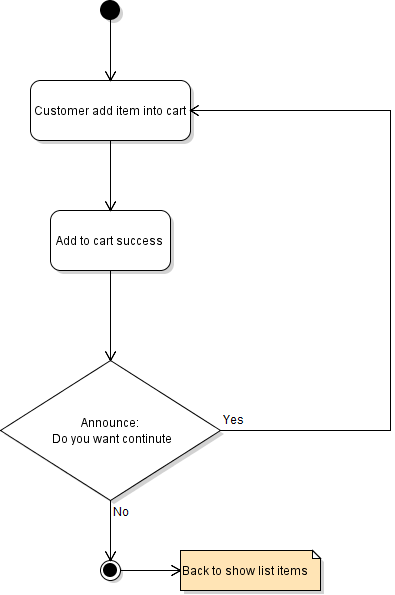 Customer add item into cart
Add to cart success
Announce:
Do you want continute
Yes
No
Back to show list items